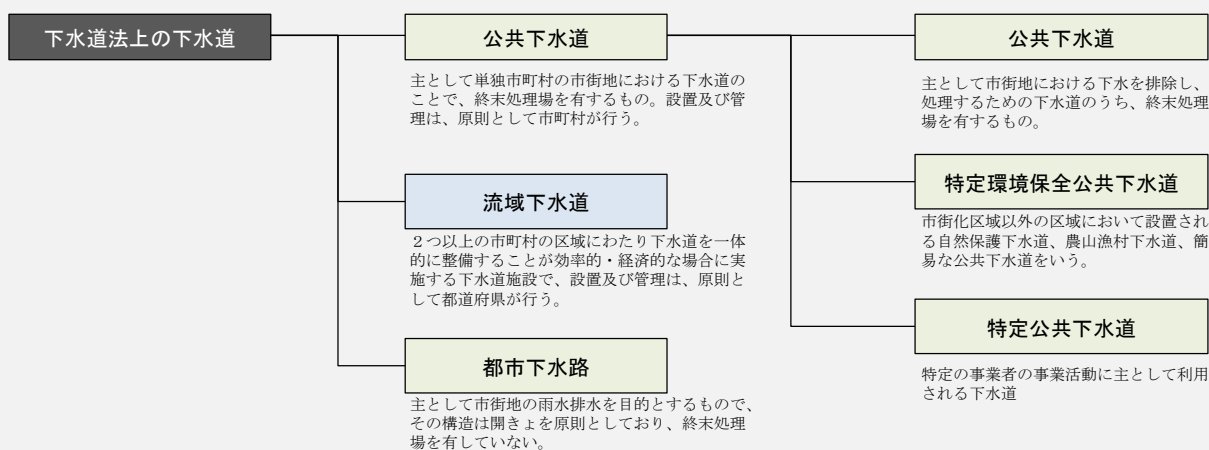 下水道法上の下水道
公共下水道
主として単独市町村の市街地における下水道の
ことで、終末処理場を有するもの。設置及び管
理は、原則として市町村が行う。
流域下水道
２つ以上の市町村の区域にわたり下水道を一体
的に整備することが効率的・経済的な場合に実
施する下水道施設で、設置及び管理は、原則と
して都道府県が行う。
都市下水路
主として市街地の雨水排水を目的とするもので、
その構造は開きょを原則としており、終末処理
場を有していない。
公共下水道
主として市街地における下水を排除し、
処理するための下水道のうち、終末処理
場を有するもの。
特定環境保全公共下水道
市街化区域以外の区域において設置され
る自然保護下水道、農山漁村下水道、簡
易な公共下水道をいう。
特定公共下水道
特定の事業者の事業活動に主として利用
される下水道